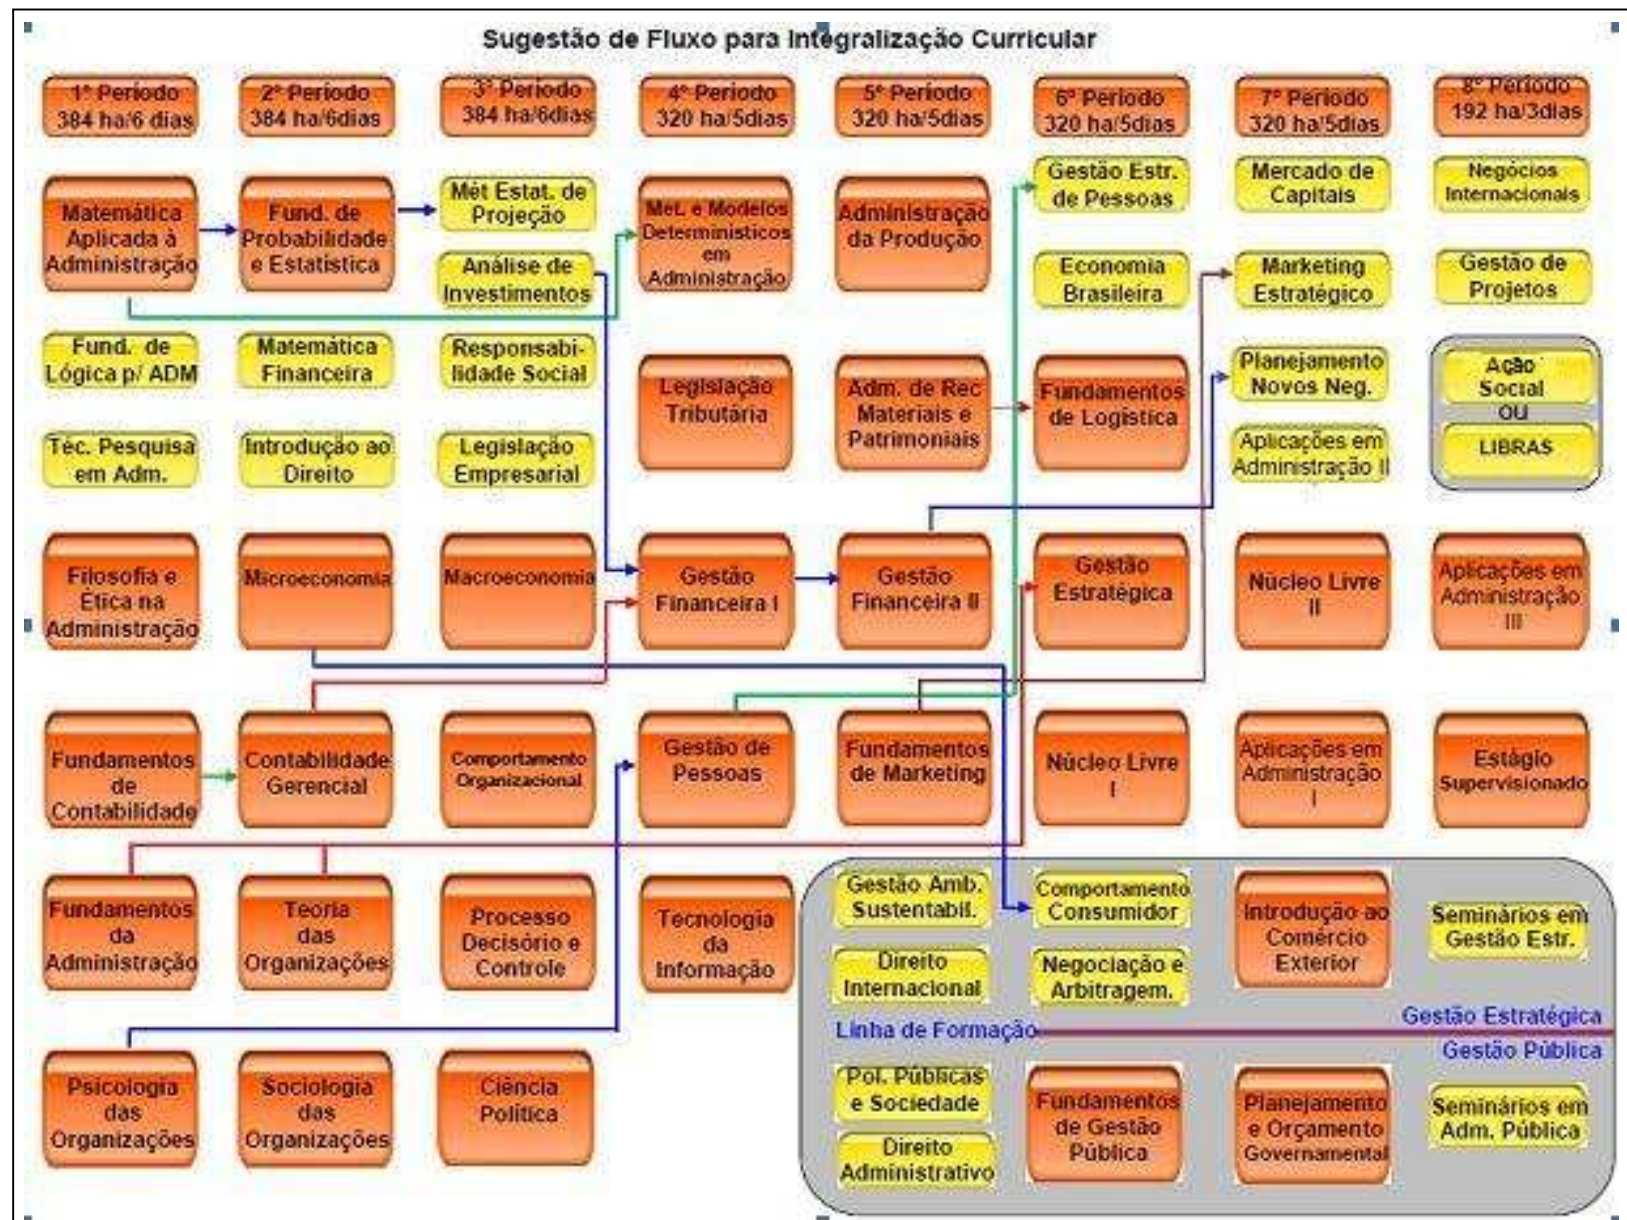 Sugestão de Fluxo para Integralização Curricular
1º Período
384 ha/6 dias
2º Período
384 ha/6dias
3º Período
384 ha/6dias
4º Período
320 ha/5dias
5º Período
320 ha/5dias
6º Período
320 ha/5dias
7º Período
320 ha/5dias
8º Período
192 ha/3dias
Matemática
Aplicada à
Administração
Fund. de
Probabilidade
e Estatística
Mét Estat. de
Projeção
Met. e Modelos
Determinísticos
em
Administração
Administração
da Produção
Gestão Estr.
de Pessoas
Mercado de
Capitais
Negócios
Internacionais
Análise de
Investimentos
Economia
Brasileira
Marketing
Estratégico
Gestão de
Projetos
Fund. de
Lógica p/ ADM
Matemática
Financeira
Responsabi-
lidade Social
Legislação
Tributária
Adm. de Rec
Materiais e
Patrimoniais
Fundamentos
de Logística
Planejamento
Novos Neg.
Ação
Social
OU
LIBRAS
Téc. Pesquisa
em Adm.
Introdução ao
Direito
Legislação
Empresarial
Aplicações em
Administração II
Filosofia e
Ética na
Administração
Microeconomia
Macroeconomia
Gestão
Financeira I
Gestão
Financeira II
Gestão
Estratégica
Núcleo Livre
II
Aplicações em
Administração
III
Fundamentos
de
Contabilidade
Contabilidade
Gerencial
Comportamento
Organizacional
Gestão de
Pessoas
Fundamentos
de Marketing
Núcleo Livre
I
Aplicações em
Administração
I
Estágio
Supervisionado
Fundamentos
da
Administração
Teoria
das
Organizações
Processo
Decisório e
Controle
Tecnologia
da
Informação
Gestão Amb.
Sustentabil.
Comportamento
Consumidor
Introdução ao
Comércio
Exterior
Seminários em
Gestão Estr.
Direito
Internacional
Negociação e
Arbitragem.
Linha de Formação
Gestão Estratégica
Gestão Pública
Psicologia
das
Organizações
Sociologia
das
Organizações
Ciência
Política
Pol. Públicas
e Sociedade
Fundamentos
de Gestão
Pública
Planejamento
e Orçamento
Governamental
Seminários em
Adm. Pública
Direito
Administrativo